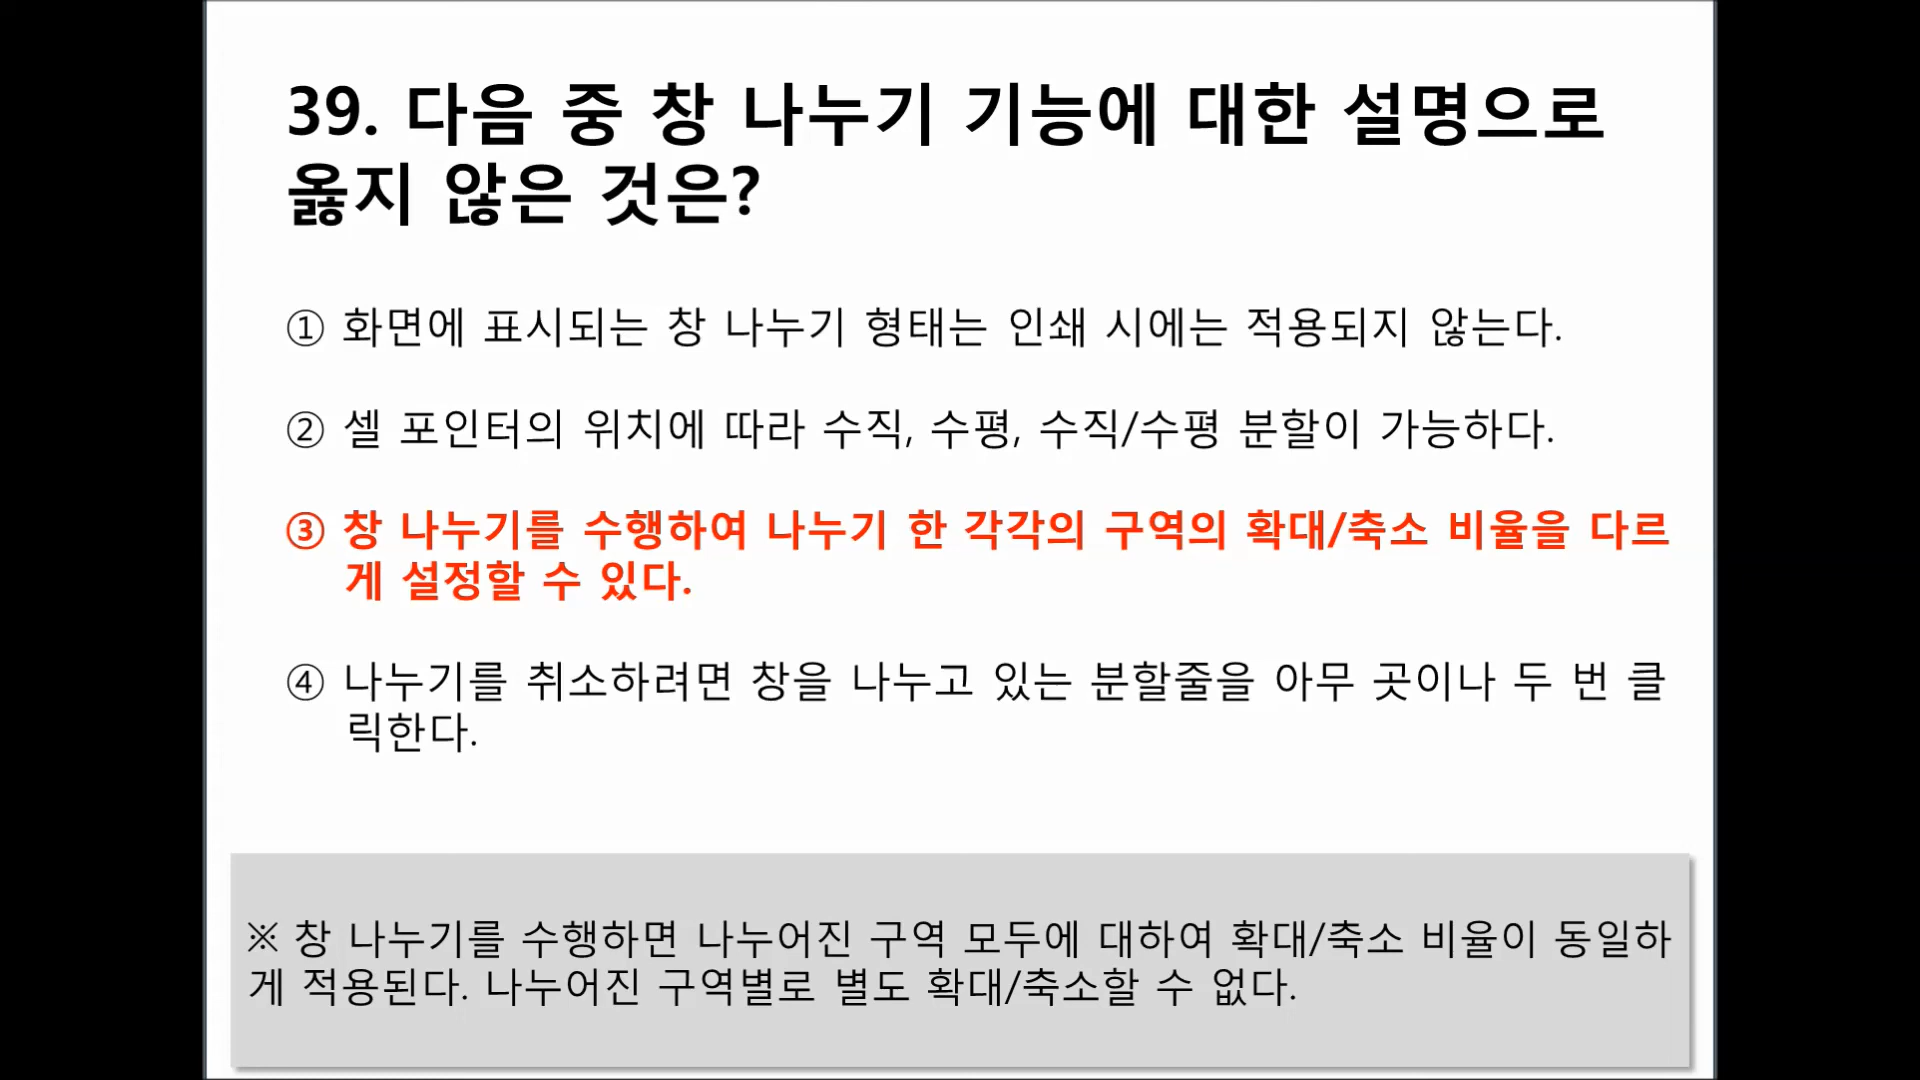 39. 다음 중 창 나누기 기능에 대한 설명으로
옳지 않은 것은?
① 화면에 표시되는 창 나누기 형태는 인쇄 시에는 적용되지 않는다.
② 셀 포인터의 위치에 따라 수직, 수평, 수직/수평 분할이 가능하다.
③ 창 나누기를 수행하여 나누기 한 각각의 구역의 확대/축소 비율을 다르
게 설정할 수 있다.
④ 나누기를 취소하려면 창을 나누고 있는 분할줄을 아무 곳이나 두 번 클
릭한다.
※ 창 나누기를 수행하면 나누어진 구역 모두에 대하여 확대/축소 비율이 동일하
게 적용된다. 나누어진 구역별로 별도 확대/축소할 수 없다.